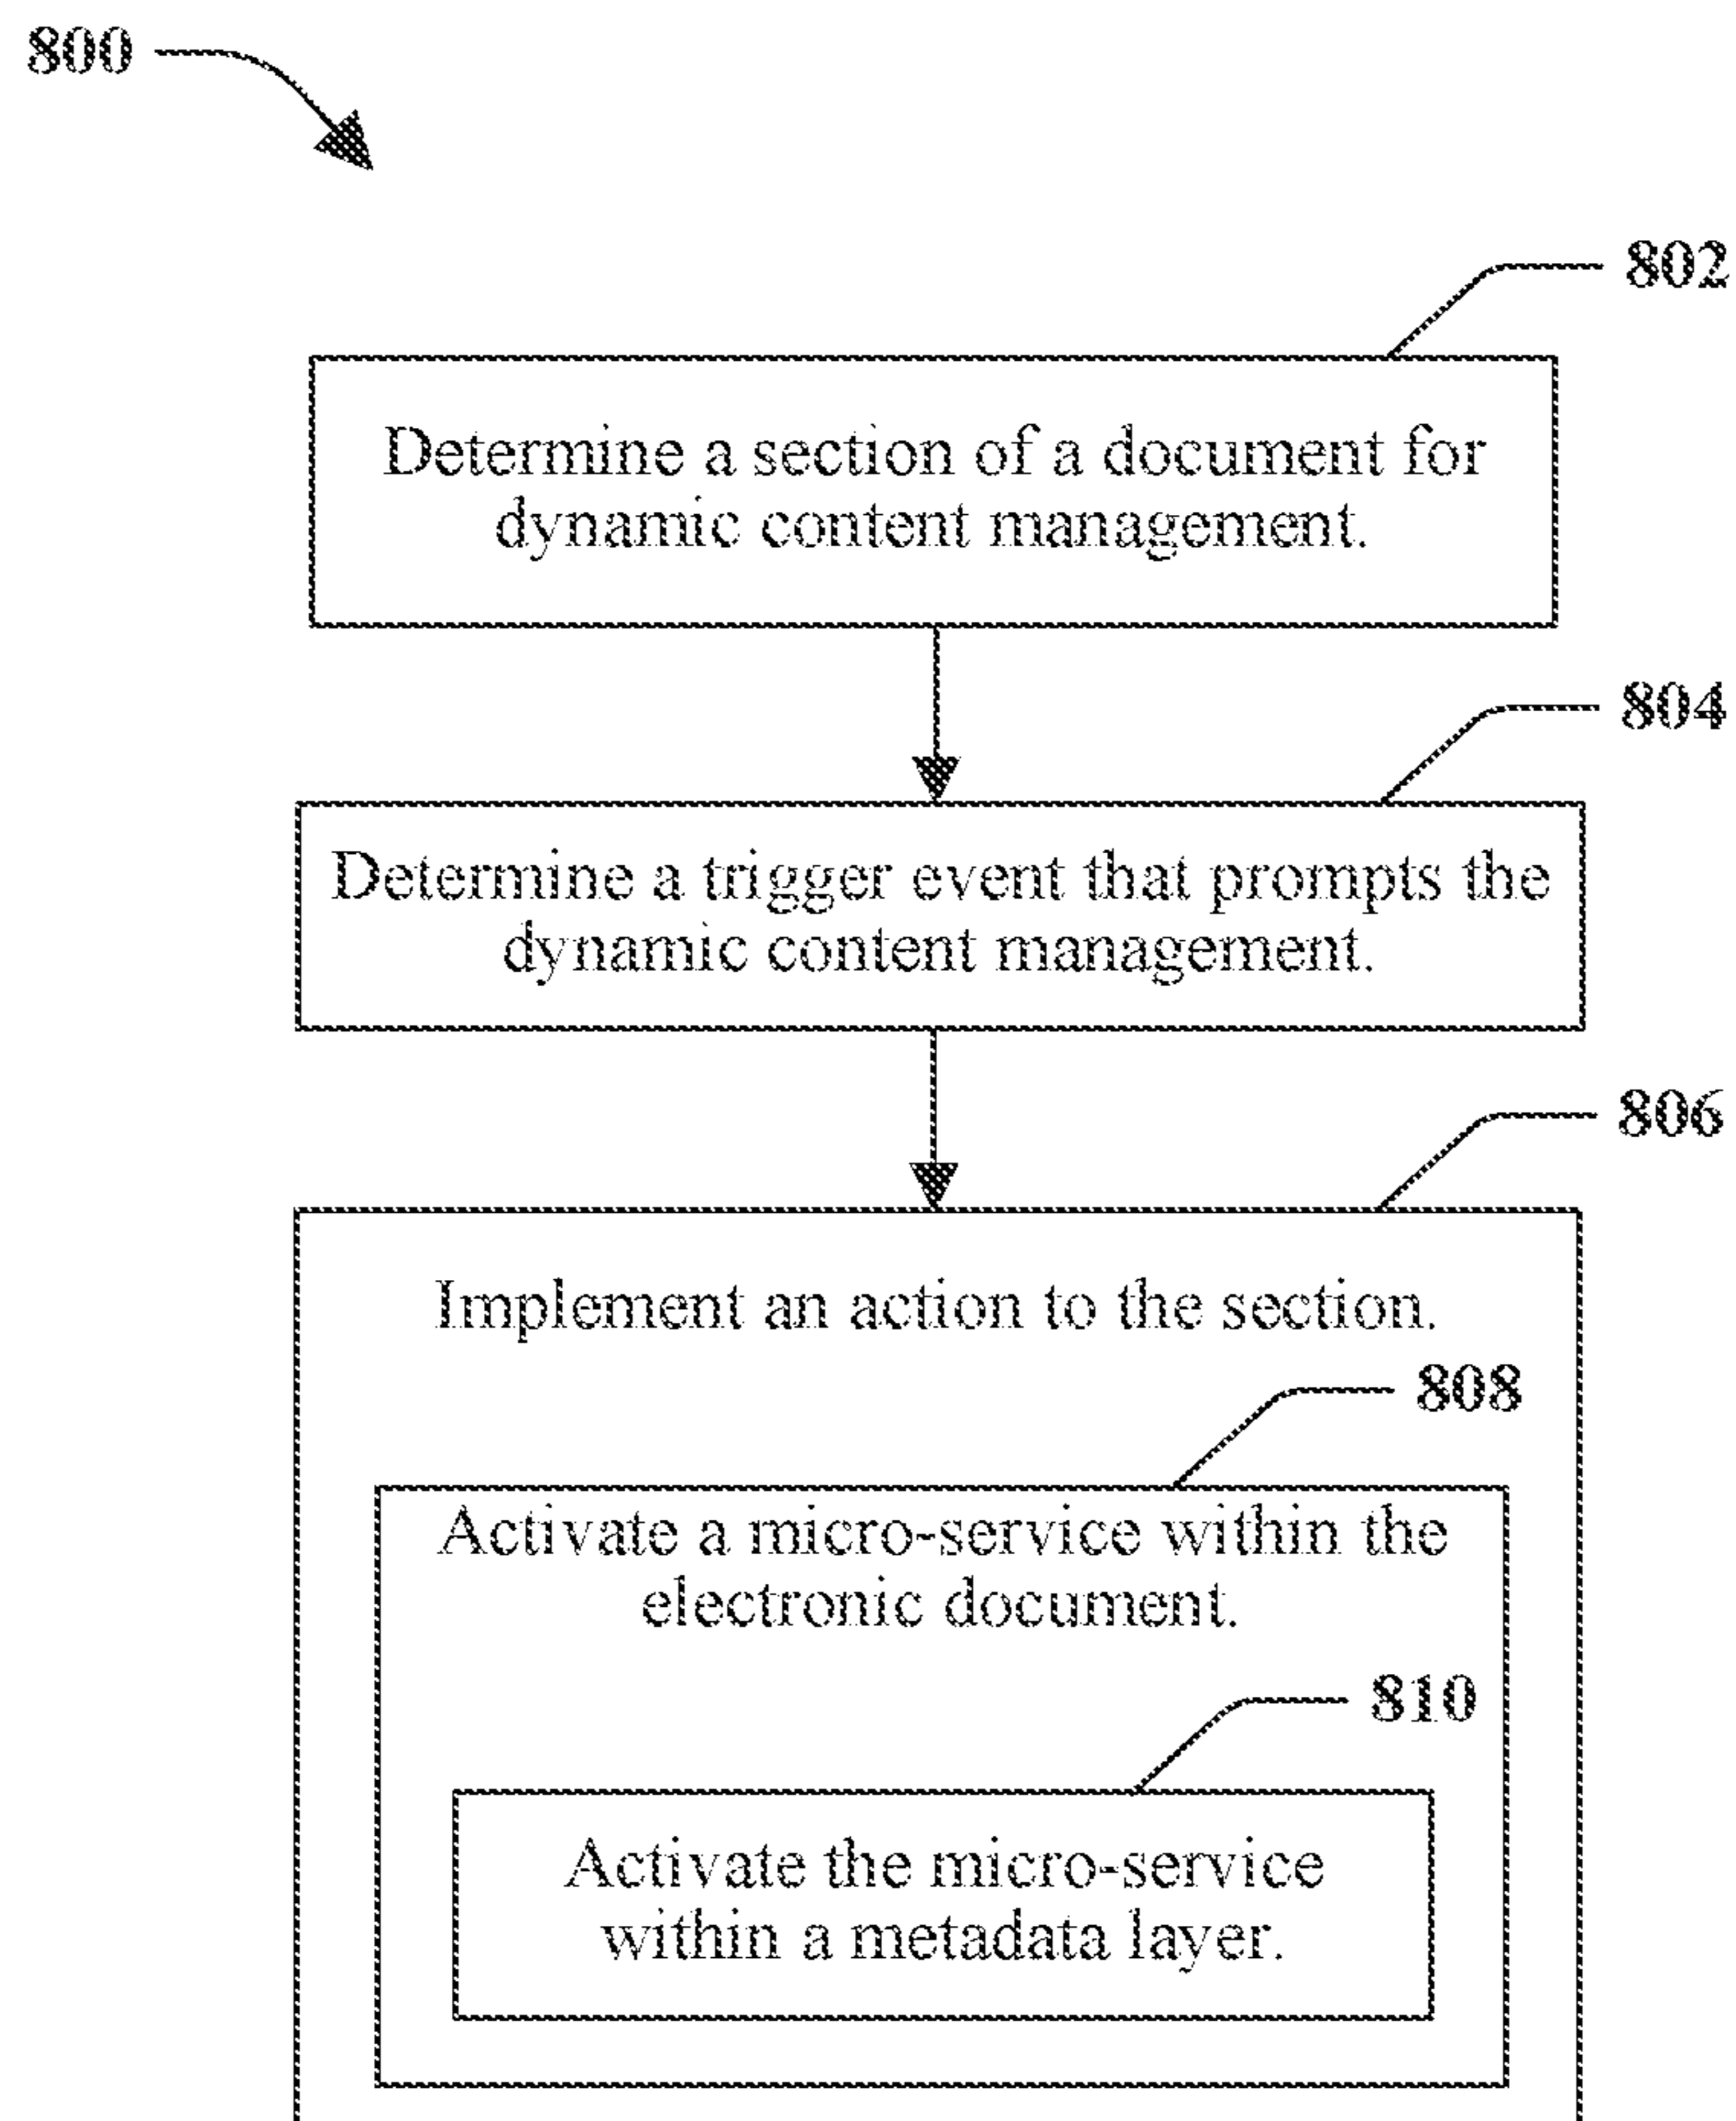 800
802
Determine a section of a document for
dynamic content management.
804
Determine a trigger event that prompts the
dynamic content management.
806
Implement an action to the section.
808
Activate a micro-service within the
electronic document.
810
Activate the micro-service
within a metadata layer.